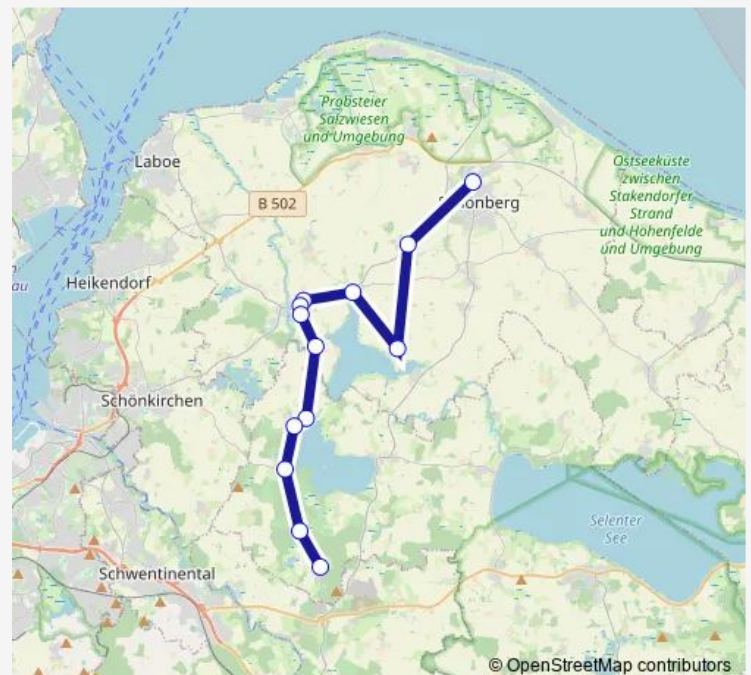 Probsteier
Salzwiesen
und Umgebung
Laboe
Ostseeküste
zwischen
Stakendorfer
Strand
und Hohenfelde
und Umgebung
B 502
Heikendorf
Schönkirchen
Selenter
See
Schwentinental
© OpenStreetMap contributors